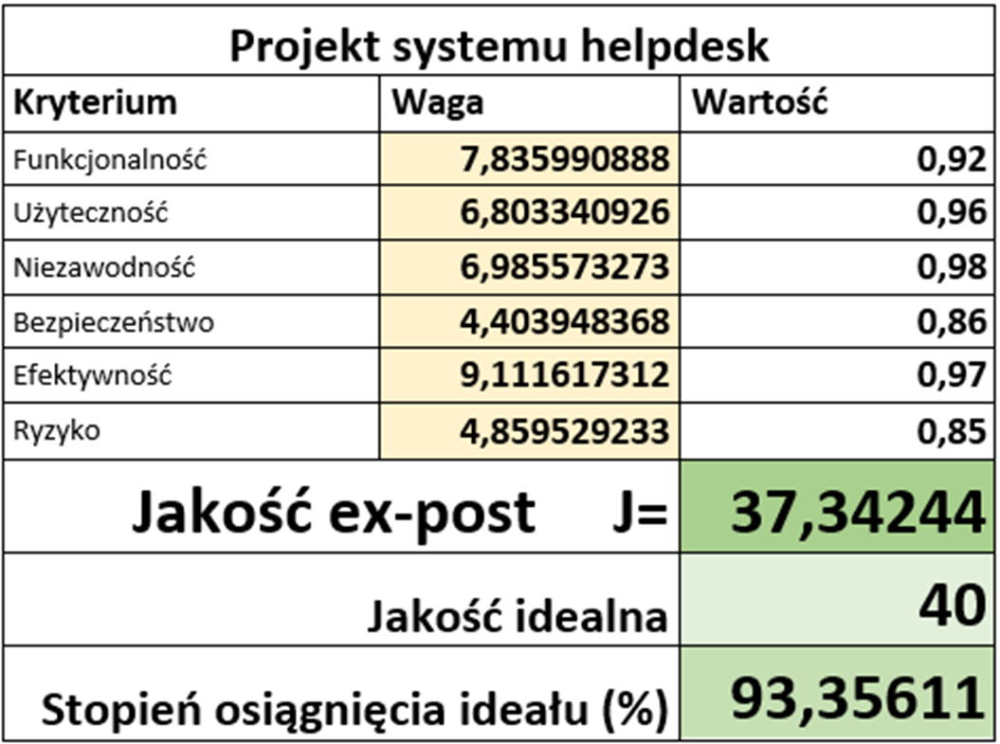 Projekt systemu helpdesk
Kryterium Waga Wartość
Funkcjonalność 7,835990888 0,92
Użyteczność 6,803340926 0,96
Niezawodność 6,985573273 0,98
Bezpieczeństwo 4,403948368 0,86
Efektywność 9,111617312 0,97
Ryzyko 4,859529233 0,85
Jakość ex-post J= 37,34244
Jakość idealna 40
Stopień osiągnięcia ideału (%) 93,35611